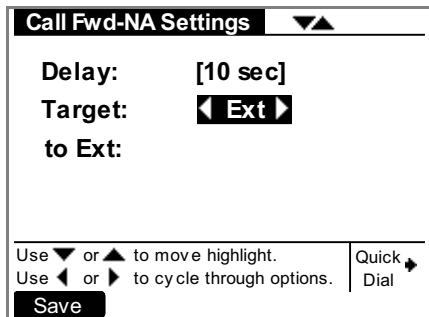 Call Fwd-NA Settings ▼▲
Delay: [10 sec]
Target: ◀ Ext ▶
to Ext:
Use ▼ or ▲ to move highlight.
Use ◀ or ▶ to cycle through options.
Quick
Dial
Save